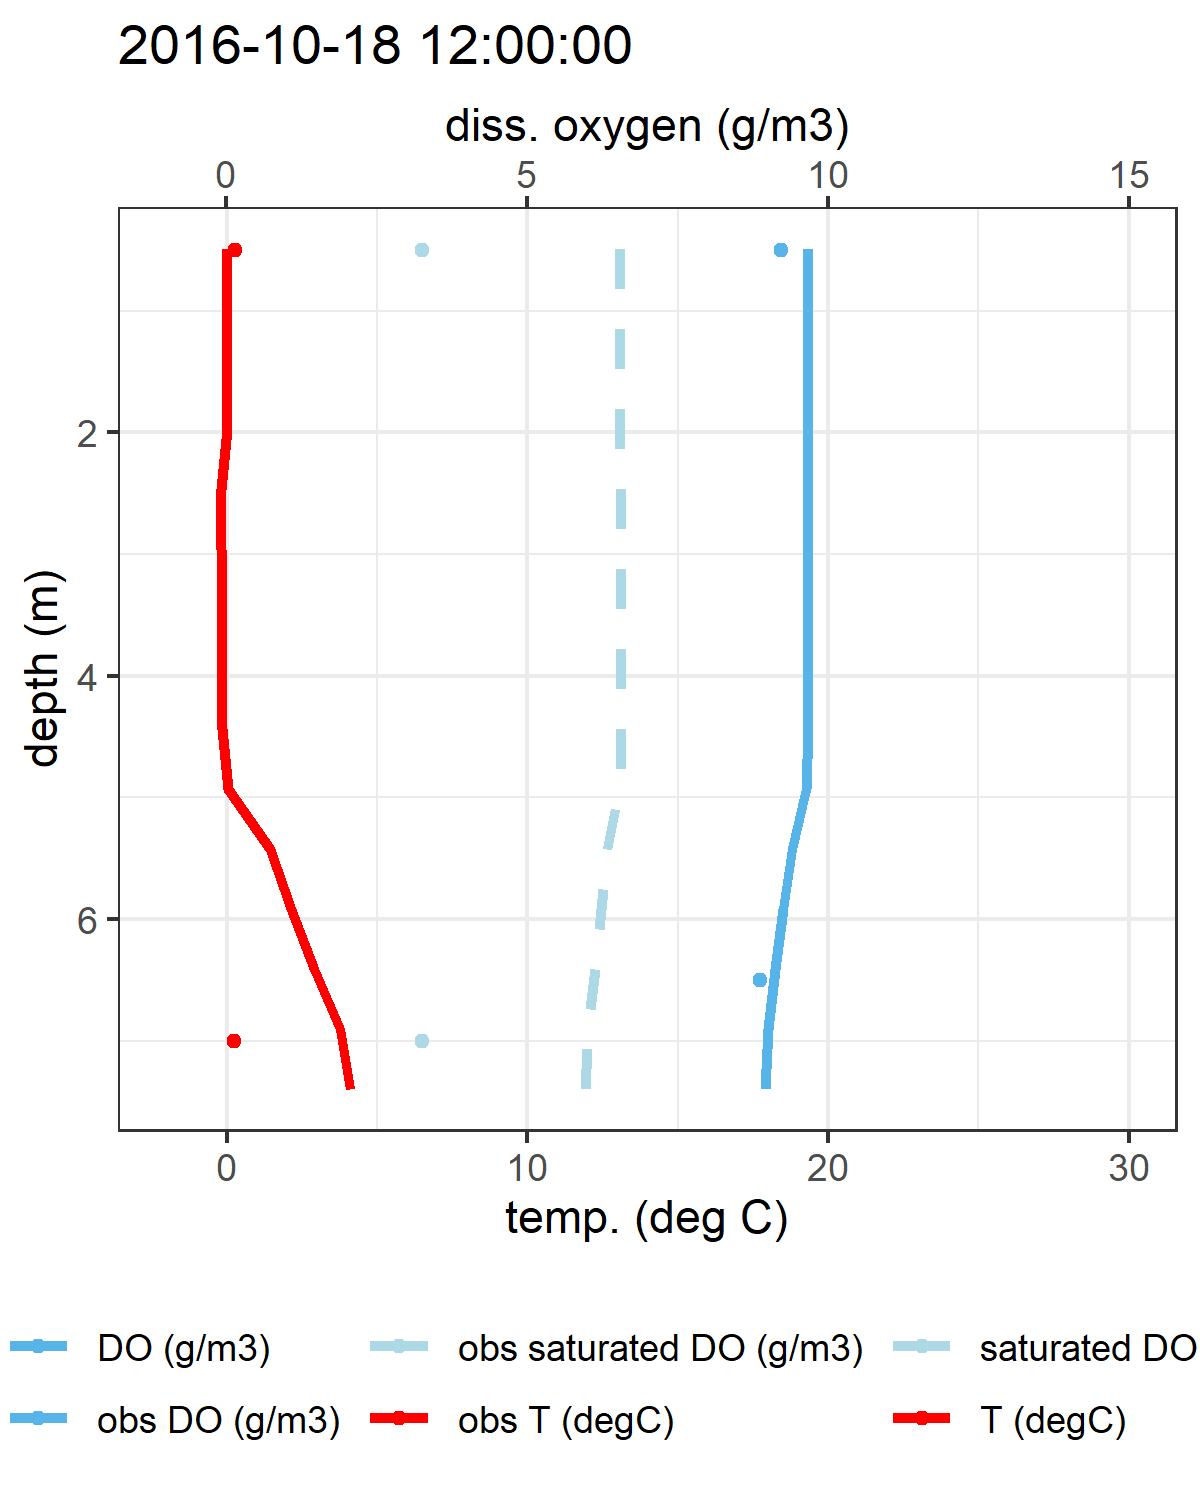 2016-10-18 12:00:00
diss. oxygen (g/m3)
0 5 10 15
2
4
6
depth (m)
0 10 20 30
temp. (deg C)
DO (g/m3) obs saturated DO (g/m3) saturated DO
obs DO (g/m3) obs T (degC) T (degC)